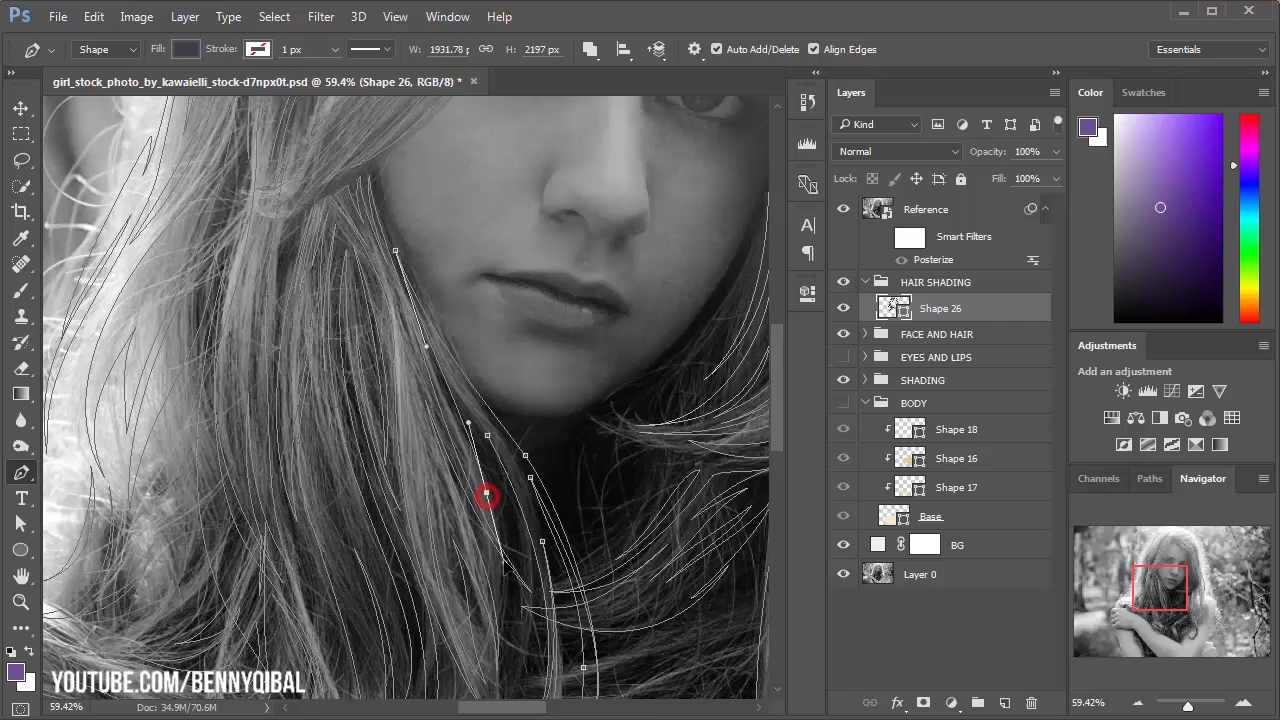 Ps File Edit Image Layer Type Select Filter 3D View Window Help
Shape Fill: Stroke: 1 px W: 1931.78 p H: 2197 px Auto Add/Delete Align Edges Essentials
girl_stock_photo_by_kawaielli_stock-d7npx0t.psd @ 59.4% (Shape 26, RGB/8) *
Layers
Kind
Normal Opacity: 100%
Lock: Fill: 100%
Reference
Smart Filters
Posterize
HAIR SHADING
Shape 26
FACE AND HAIR
EYES AND LIPS
SHADING
BODY
Shape 18
Shape 16
Shape 17
Base
BG
Layer 0
Color Swatches
Adjustments
Add an adjustment
Channels Paths Navigator
59.42%
YOUTUBE.COM/BENNYQIBAL
59.42% Doc: 34.9M/70.6M